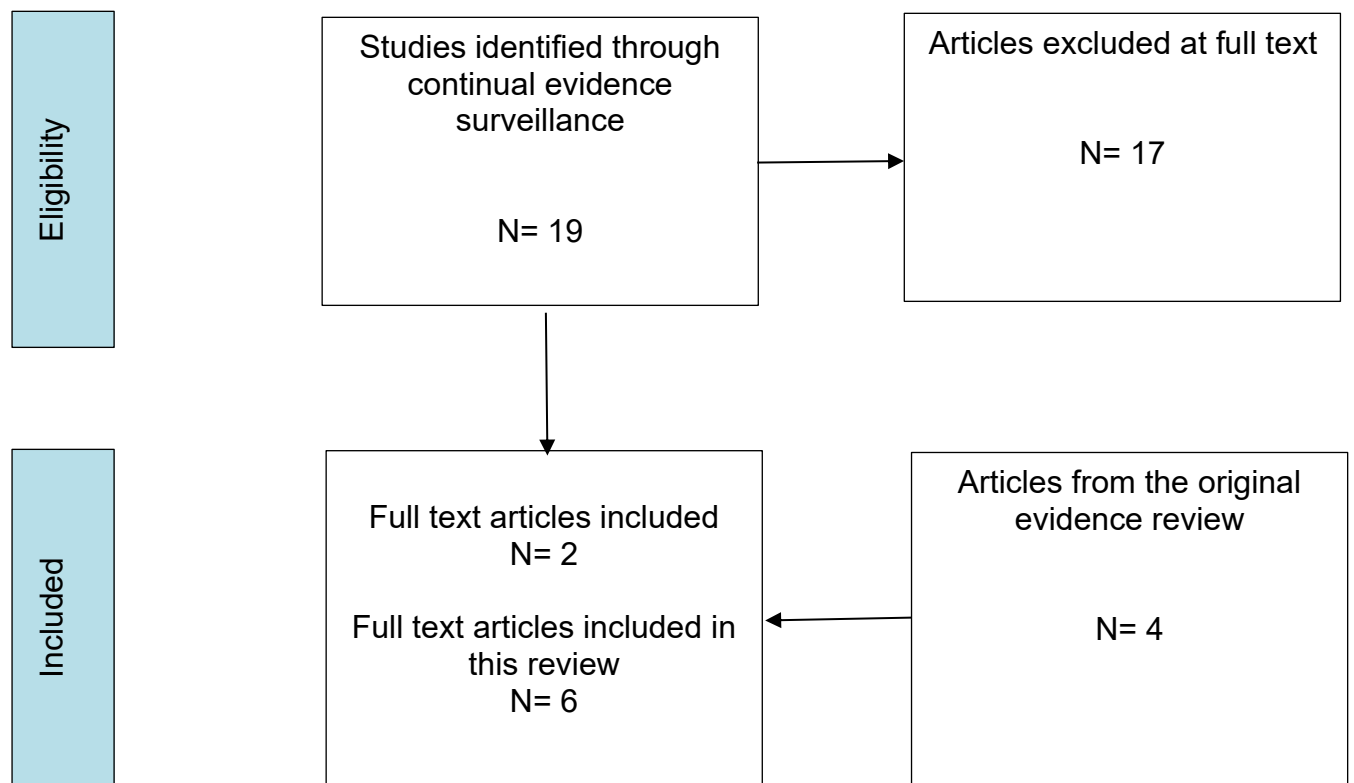 Eligibility
Studies identified through
continual evidence
surveillance
N= 19
Articles excluded at full text
N= 17
Included
Full text articles included
N= 2
Full text articles included in
this review
N= 6
Articles from the original
evidence review
N= 4